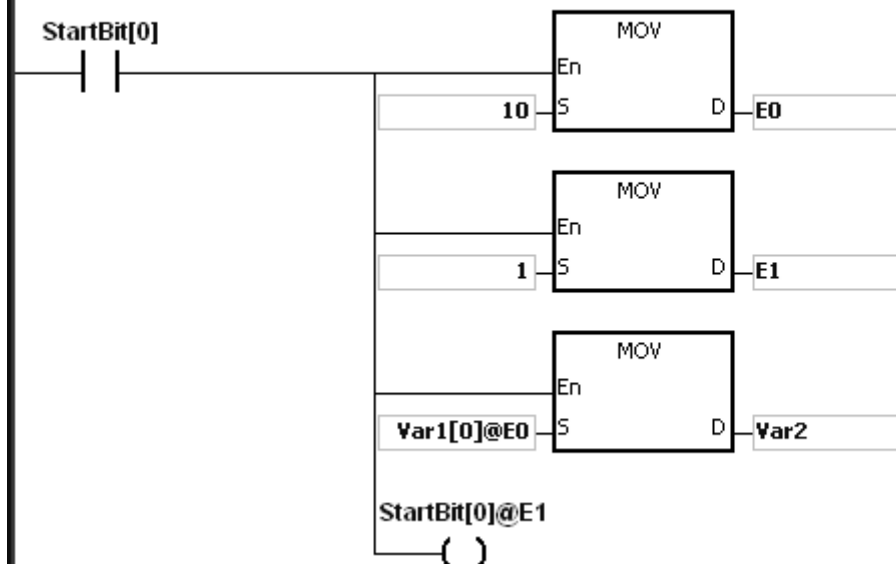 StartBit[0]
MOV
En
10 S D E0
MOV
En
1 S D E1
MOV
En
Var1[0]@E0 S D Var2
StartBit[0]@E1